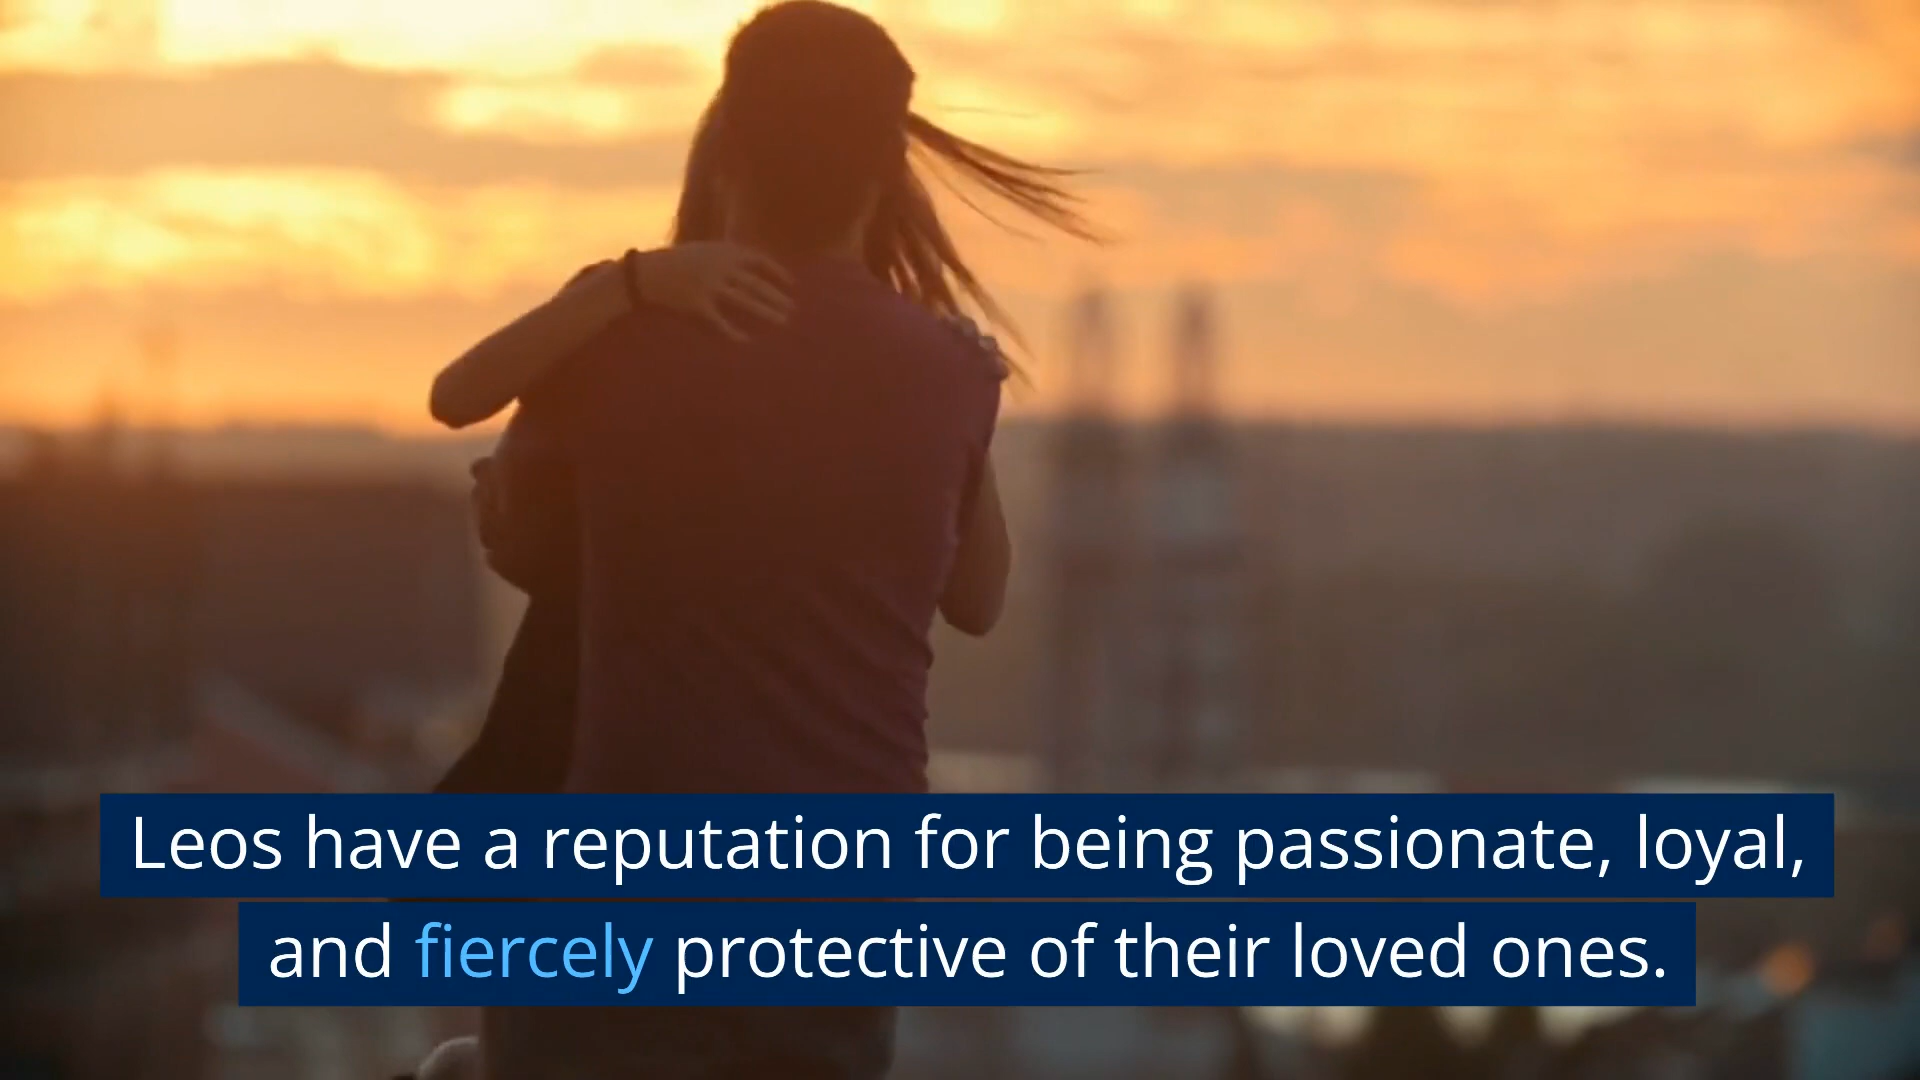 Leos have a reputation for being passionate, loyal,
and fiercely protective of their loved ones.